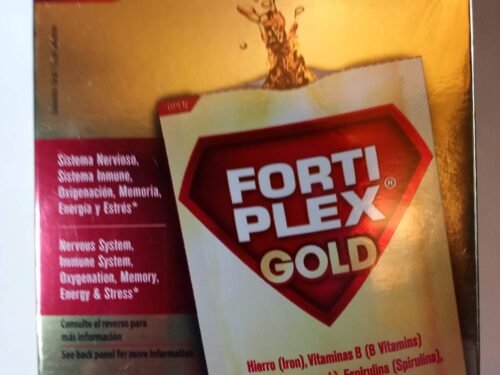 OPEN
FORTI
PLEX®
GOLD
Sistema Nervioso,
Sistema Inmune,
Oxigenación, Memoria,
Energía y Estrés*
Nervous System,
Immune System,
Oxygenation, Memory,
Energy & Stress*
Consulte el reverso para
más información
See back panel for more information
Hierro (Iron), Vitaminas B (B Vitamins)
Espirulina (Spirulina),